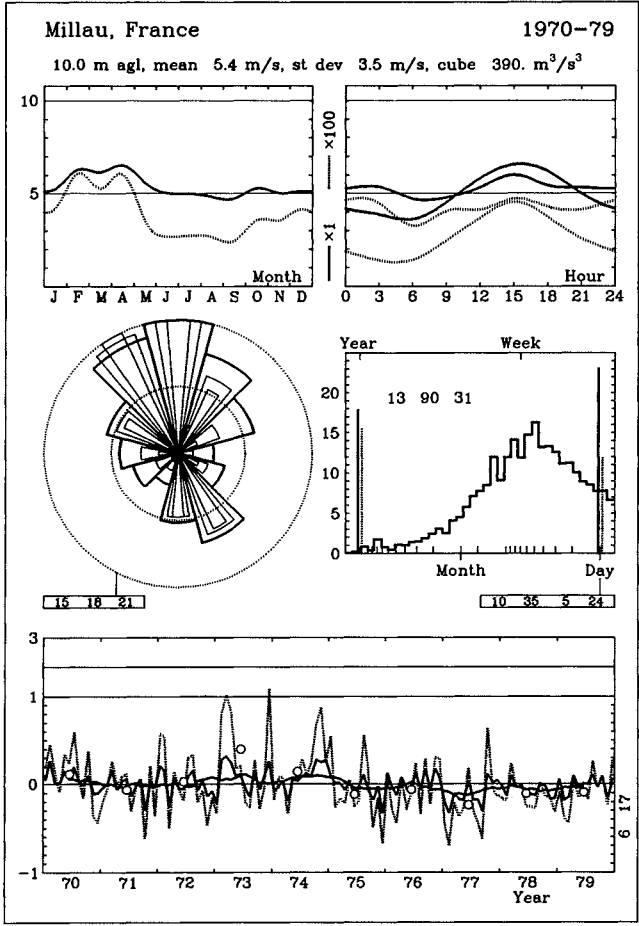 Millau, France 1970-79
10.0 m agl, mean 5.4 m/s, st dev 3.5 m/s, cube 390. m³/s³
10
5
Month
J F M A M J J A S O N D
×1 ×100
Hour
0 3 6 9 12 15 18 21 24
15 18 21
Year Week
20
15
10
5
0
13 90 31
Month Day
10 35 5 24
3
1
0
-1
70 71 72 73 74 75 76 77 78 79
Year
6 17